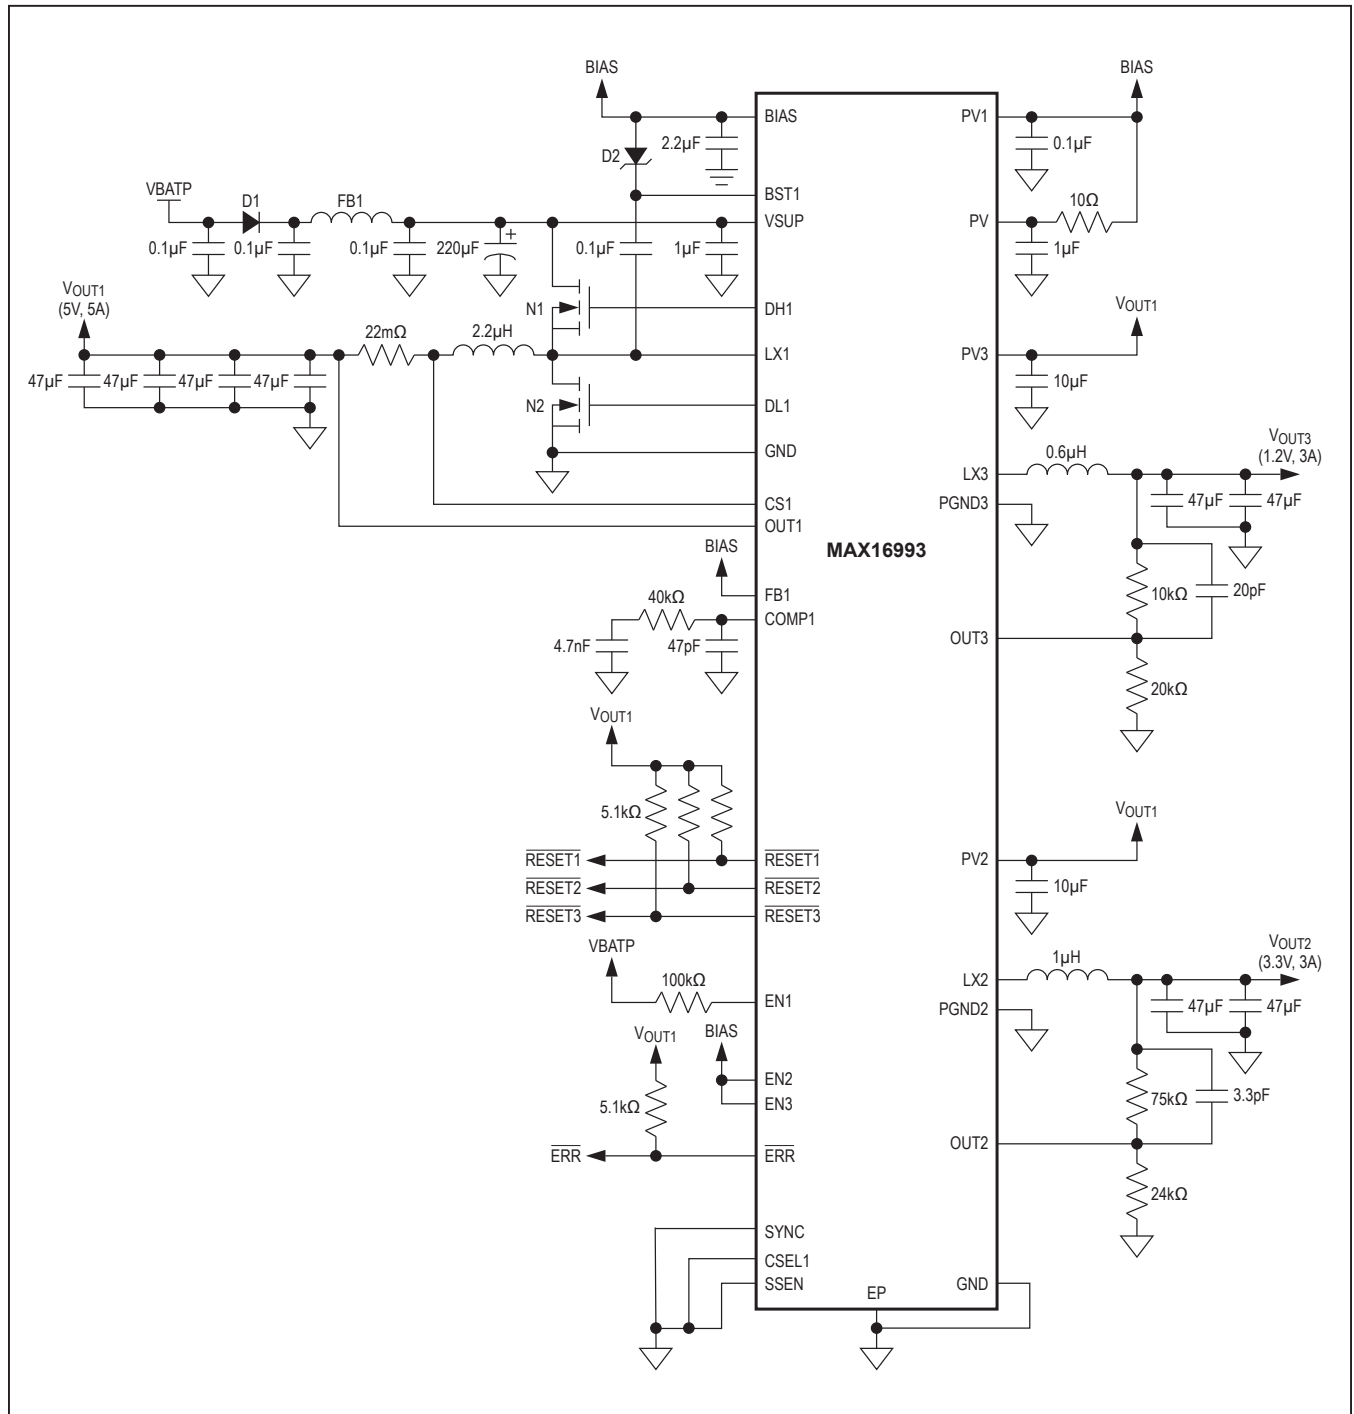 BIAS
BIAS
BIAS
PV1
2.2µF
0.1µF
D2
VBATP
D1
FB1
BST1
VSUP
PV
10Ω
0.1µF
0.1µF
0.1µF
220µF
+
0.1µF
1µF
1µF
VOUT1
(5V, 5A)
N1
DH1
VOUT1
22mΩ
2.2µH
LX1
PV3
47µF
47µF
47µF
47µF
10µF
N2
DL1
GND
0.6µH
VOUT3
(1.2V, 3A)
LX3
CS1
PGND3
47µF
47µF
OUT1
MAX16993
BIAS
FB1
10kΩ
20pF
40kΩ
COMP1
OUT3
4.7nF
47pF
20kΩ
VOUT1
5.1kΩ
VOUT1
RESET1
RESET1
PV2
RESET2
RESET2
10µF
RESET3
RESET3
VBATP
VOUT2
(3.3V, 3A)
1µH
100kΩ
LX2
EN1
PGND2
47µF
47µF
VOUT1
BIAS
EN2
EN3
5.1kΩ
75kΩ
3.3pF
OUT2
ERR
ERR
24kΩ
SYNC
CSEL1
SSEN
EP
GND